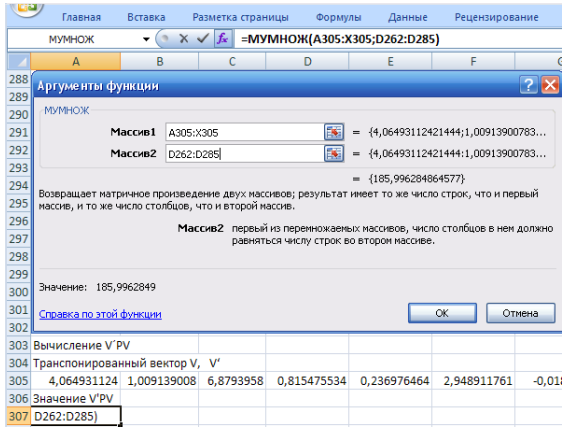 Главная Вставка Разметка страницы Формулы Данные Рецензирование
МУМНОЖ =МУМНОЖ(A305:X305;D262:D285)
A B C D E F
288
Аргументы функции
289
290 МУМНОЖ
291 Массив1 A305:X305 = {4,06493112421444;1,00913900783...
292 Массив2 D262:D285 = {4,06493112421444:1,00913900783...
293
= {185,996284864577}
294
Возвращает матричное произведение двух массивов; результат имеет то же число строк, что и первый
295 массив, и то же число столбцов, что и второй массив.
296 Массив2 первый из перемножаемых массивов, число столбцов в нем должно
297 равняться числу строк во втором массиве.
298
299
300 Значение: 185,9962849
301 Справка по этой функции ОК Отмена
302
303 Вычисление V´PV
304 Транспонированный вектор V, V‘
305 4,064931124 1,009139008 6,8793958 0,815475534 0,236976464 2,948911761 -0,018
306 Значение V'PV
307 D262:D285)